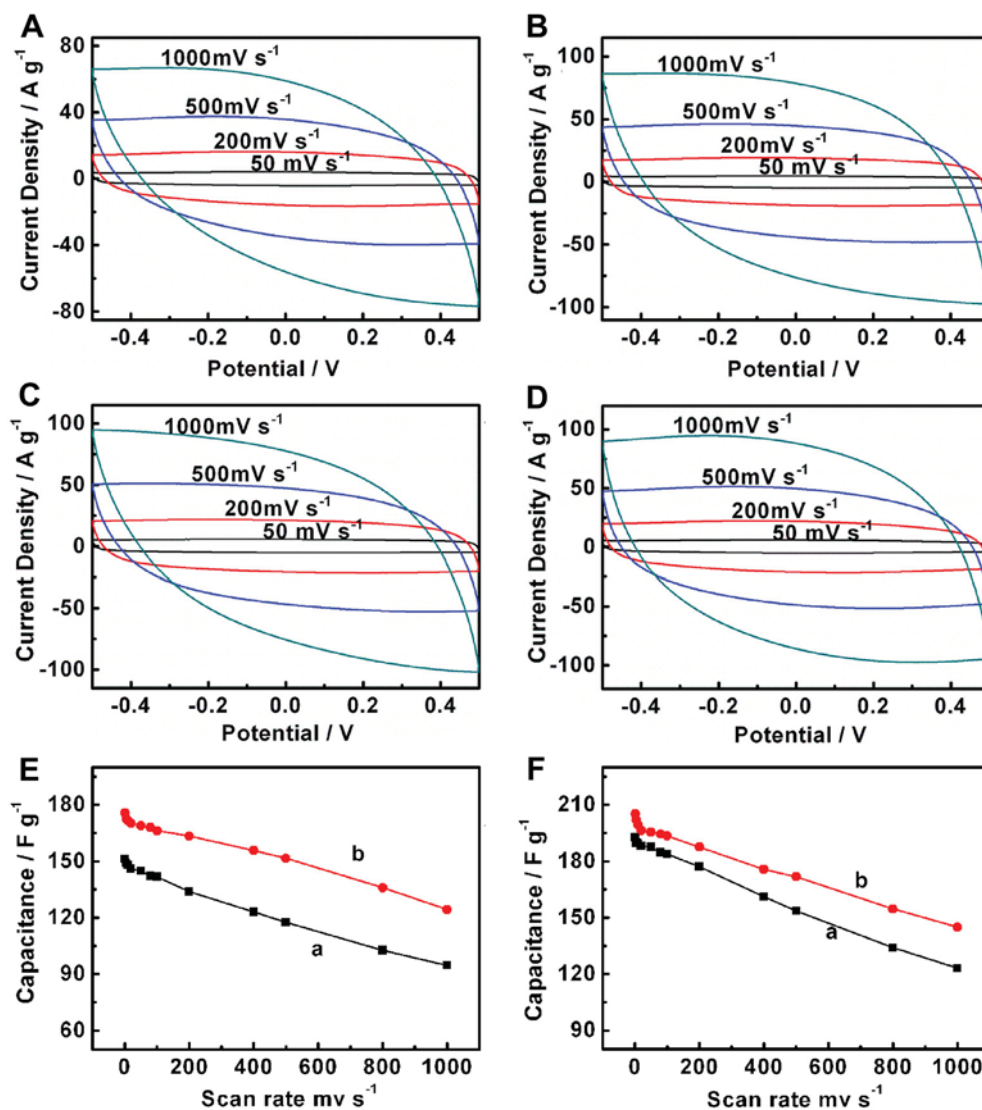 A
Current Density / A g⁻¹
80
40
0
-40
-80
1000mV s⁻¹
500mV s⁻¹
200mV s⁻¹
50 mV s⁻¹
-0.4 -0.2 0.0 0.2 0.4
Potential / V
B
Current Density / A g⁻¹
100
50
0
-50
-100
1000mV s⁻¹
500mV s⁻¹
200mV s⁻¹
50 mV s⁻¹
-0.4 -0.2 0.0 0.2 0.4
Potential / V
C
Current Density / A g⁻¹
100
50
0
-50
-100
1000mV s⁻¹
500mV s⁻¹
200mV s⁻¹
50 mV s⁻¹
-0.4 -0.2 0.0 0.2 0.4
Potential / V
D
Current Density / A g⁻¹
100
50
0
-50
-100
1000mV s⁻¹
500mV s⁻¹
200mV s⁻¹
50 mV s⁻¹
-0.4 -0.2 0.0 0.2 0.4
Potential / V
E
Capacitance / F g⁻¹
180
150
120
90
60
b
a
0 200 400 600 800 1000
Scan rate mv s⁻¹
F
Capacitance / F g⁻¹
210
180
150
120
90
b
a
0 200 400 600 800 1000
Scan rate mv s⁻¹